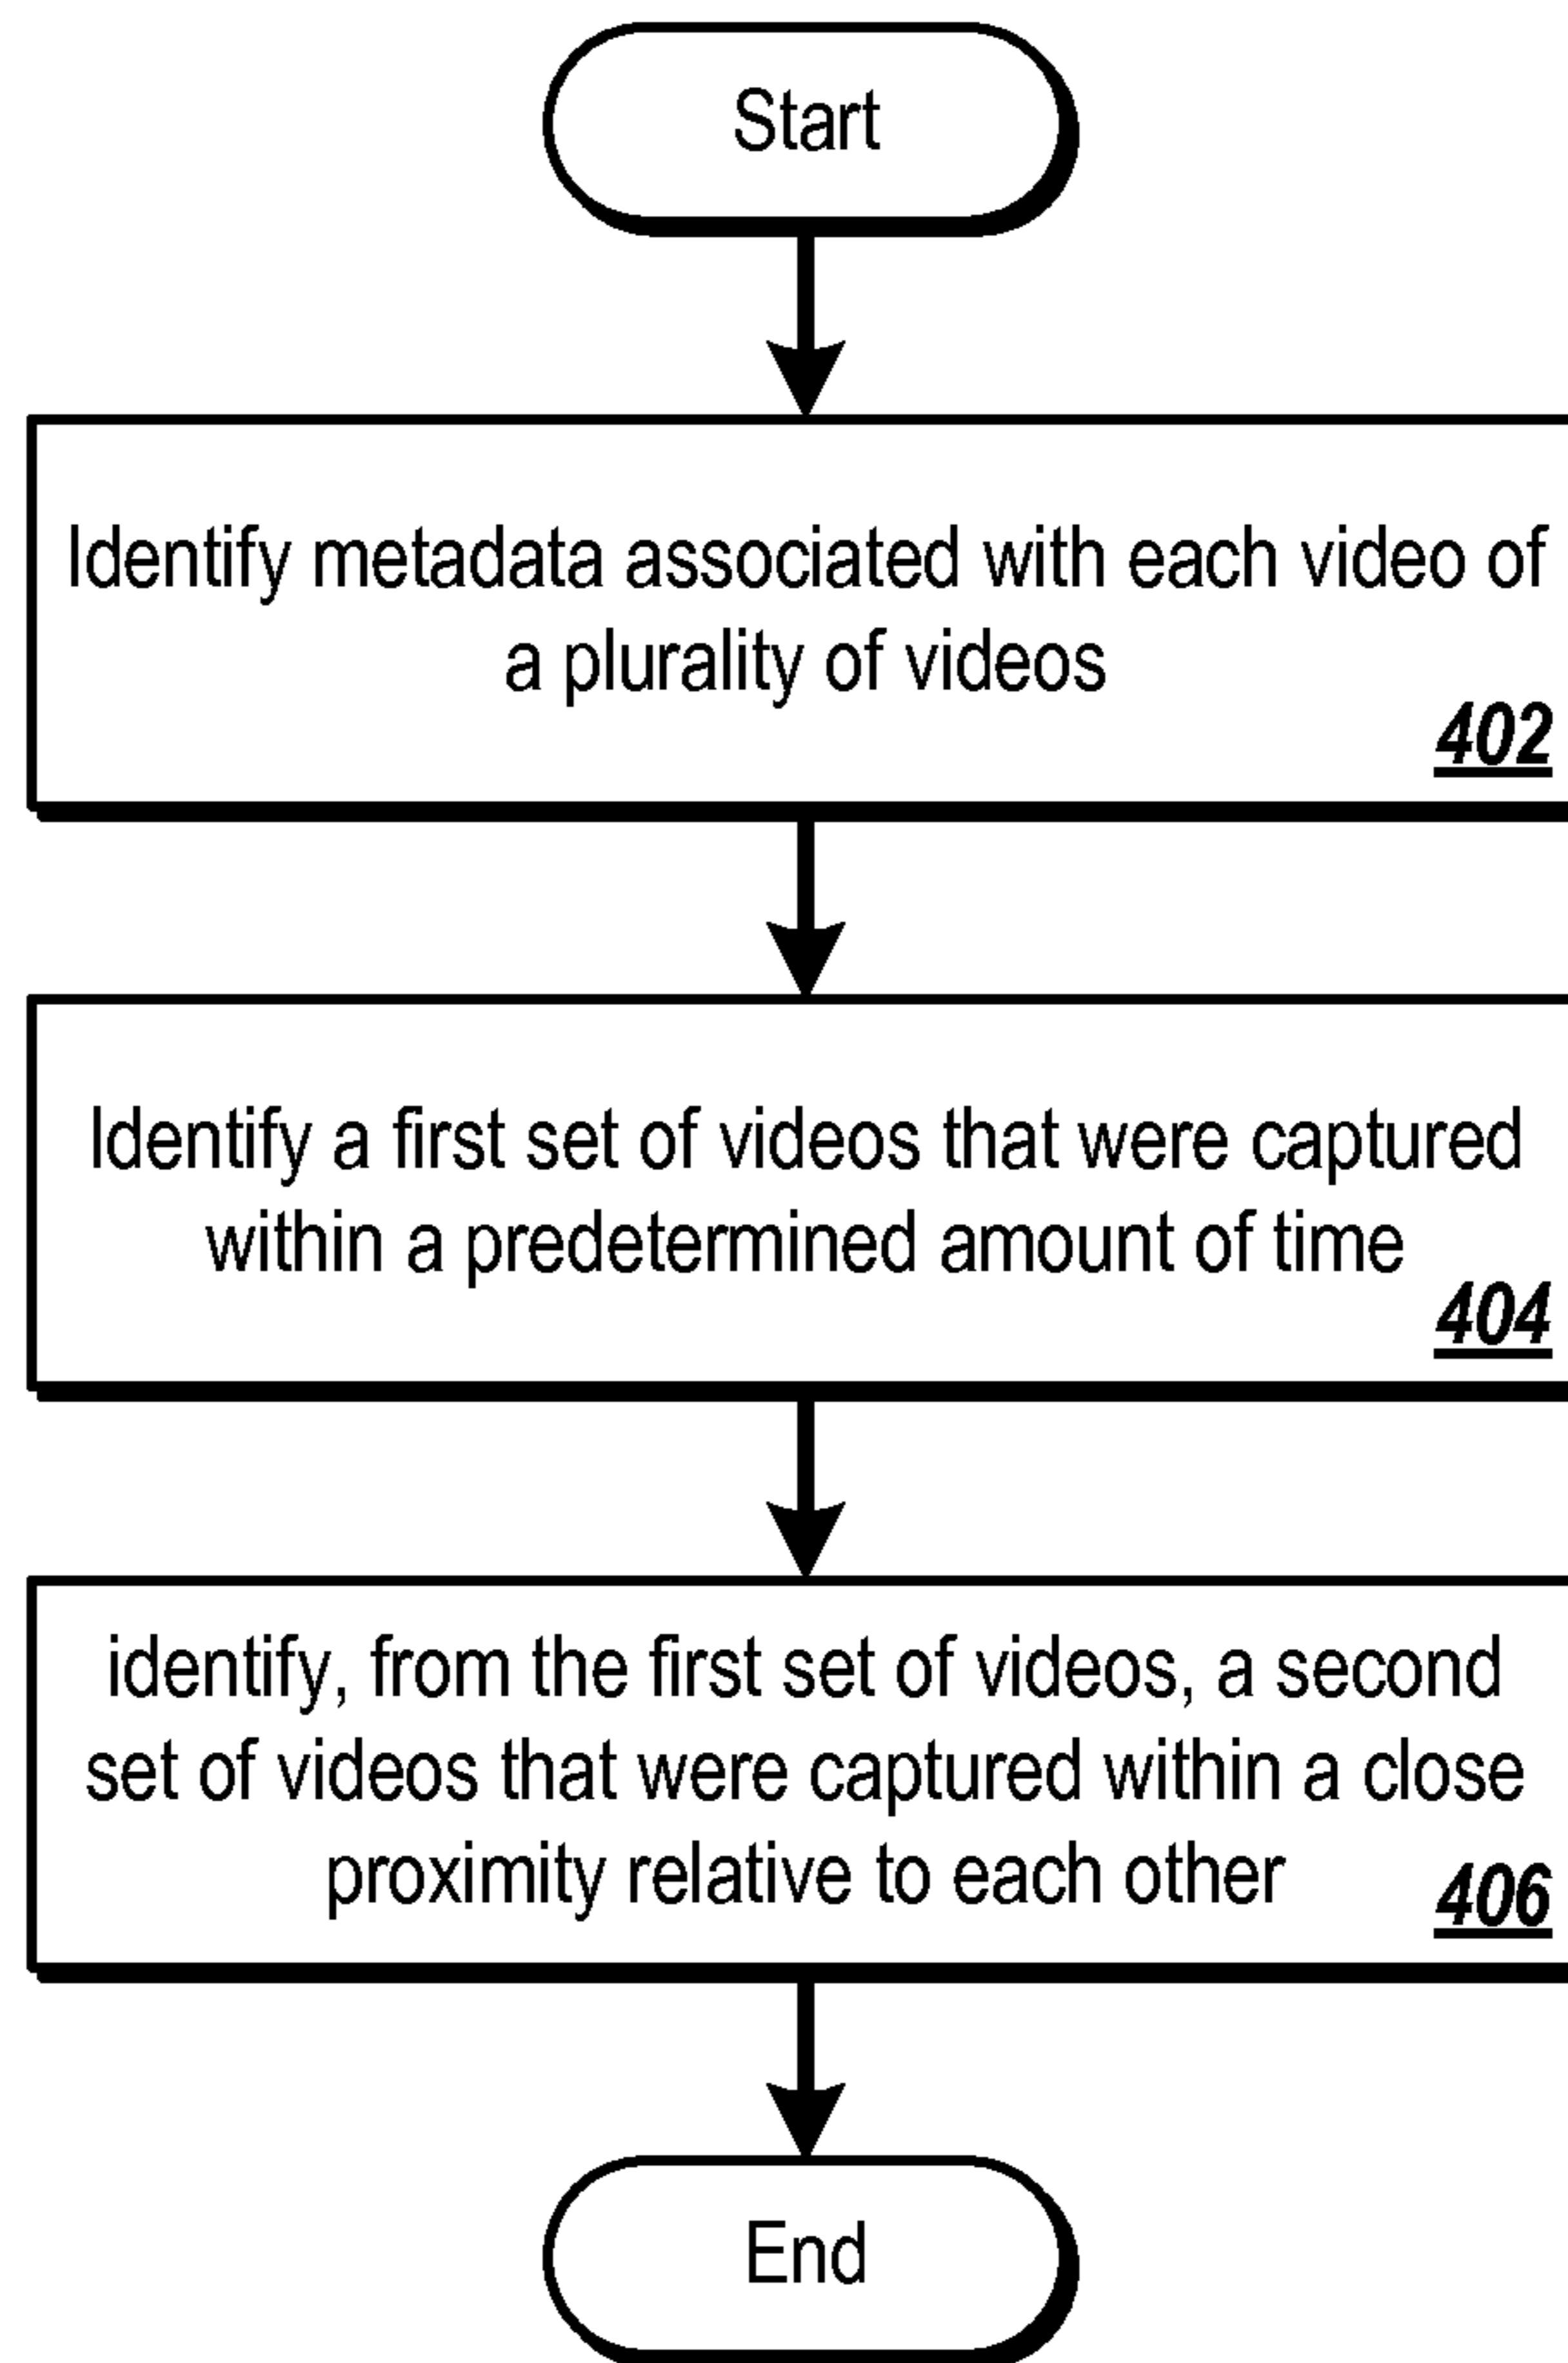 Start
Identify metadata associated with each video of
a plurality of videos
402
Identify a first set of videos that were captured
within a predetermined amount of time
404
identify, from the first set of videos, a second
set of videos that were captured within a close
proximity relative to each other
406
End